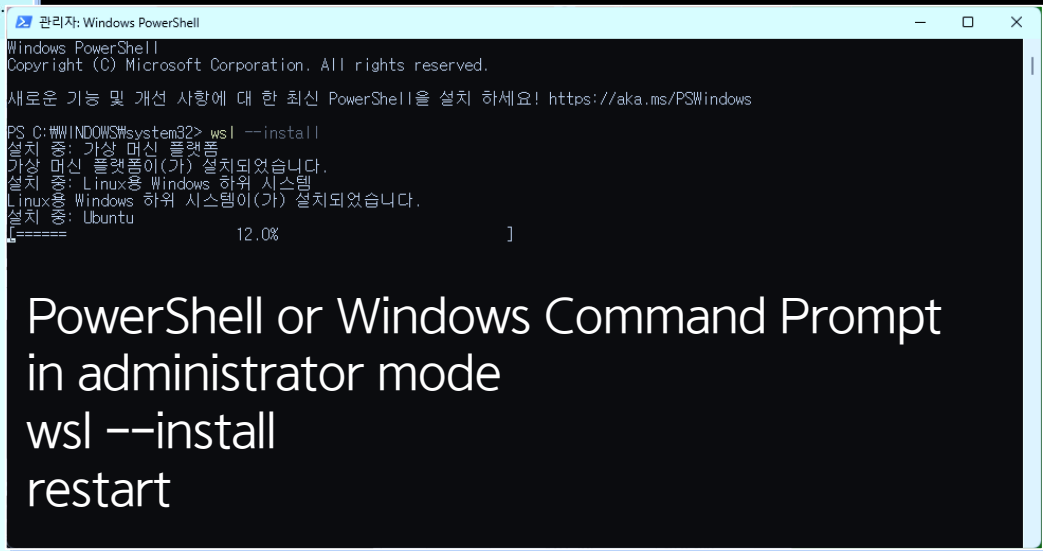 관리자: Windows PowerShell
Windows PowerShell
Copyright (C) Microsoft Corporation. All rights reserved.
새로운 기능 및 개선 사항에 대 한 최신 PowerShell을 설치 하세요! https://aka.ms/PSWindows
PS C:₩WINDOWS₩system32> wsl --install
설치 중: 가상 머신 플랫폼
가상 머신 플랫폼이(가) 설치되었습니다.
설치 중: Linux용 Windows 하위 시스템
Linux용 Windows 하위 시스템이(가) 설치되었습니다.
설치 중: Ubuntu
[====== 12.0% ]
PowerShell or Windows Command Prompt
in administrator mode
wsl --install
restart